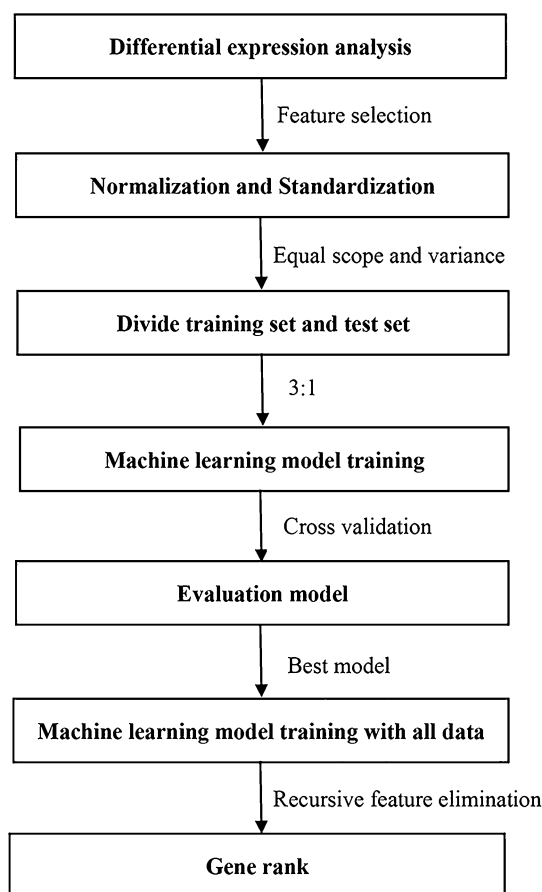 Differential expression analysis
Feature selection
Normalization and Standardization
Equal scope and variance
Divide training set and test set
3:1
Machine learning model training
Cross validation
Evaluation model
Best model
Machine learning model training with all data
Recursive feature elimination
Gene rank